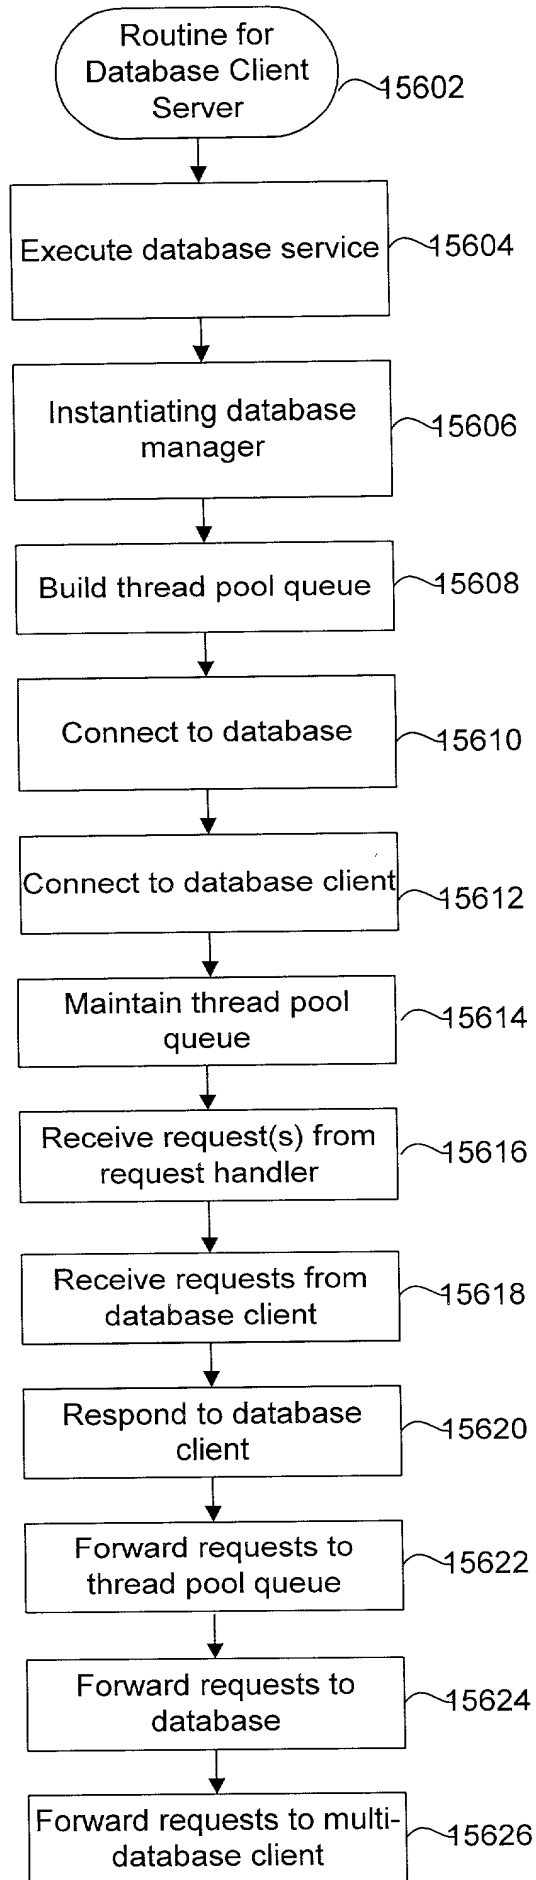 Routine for
Database Client
Server
15602
Execute database service
15604
Instantiating database
manager
15606
Build thread pool queue
15608
Connect to database
15610
Connect to database client
15612
Maintain thread pool
queue
15614
Receive request(s) from
request handler
15616
Receive requests from
database client
15618
Respond to database
client
15620
Forward requests to
thread pool queue
15622
Forward requests to
database
15624
Forward requests to multi-
database client
15626